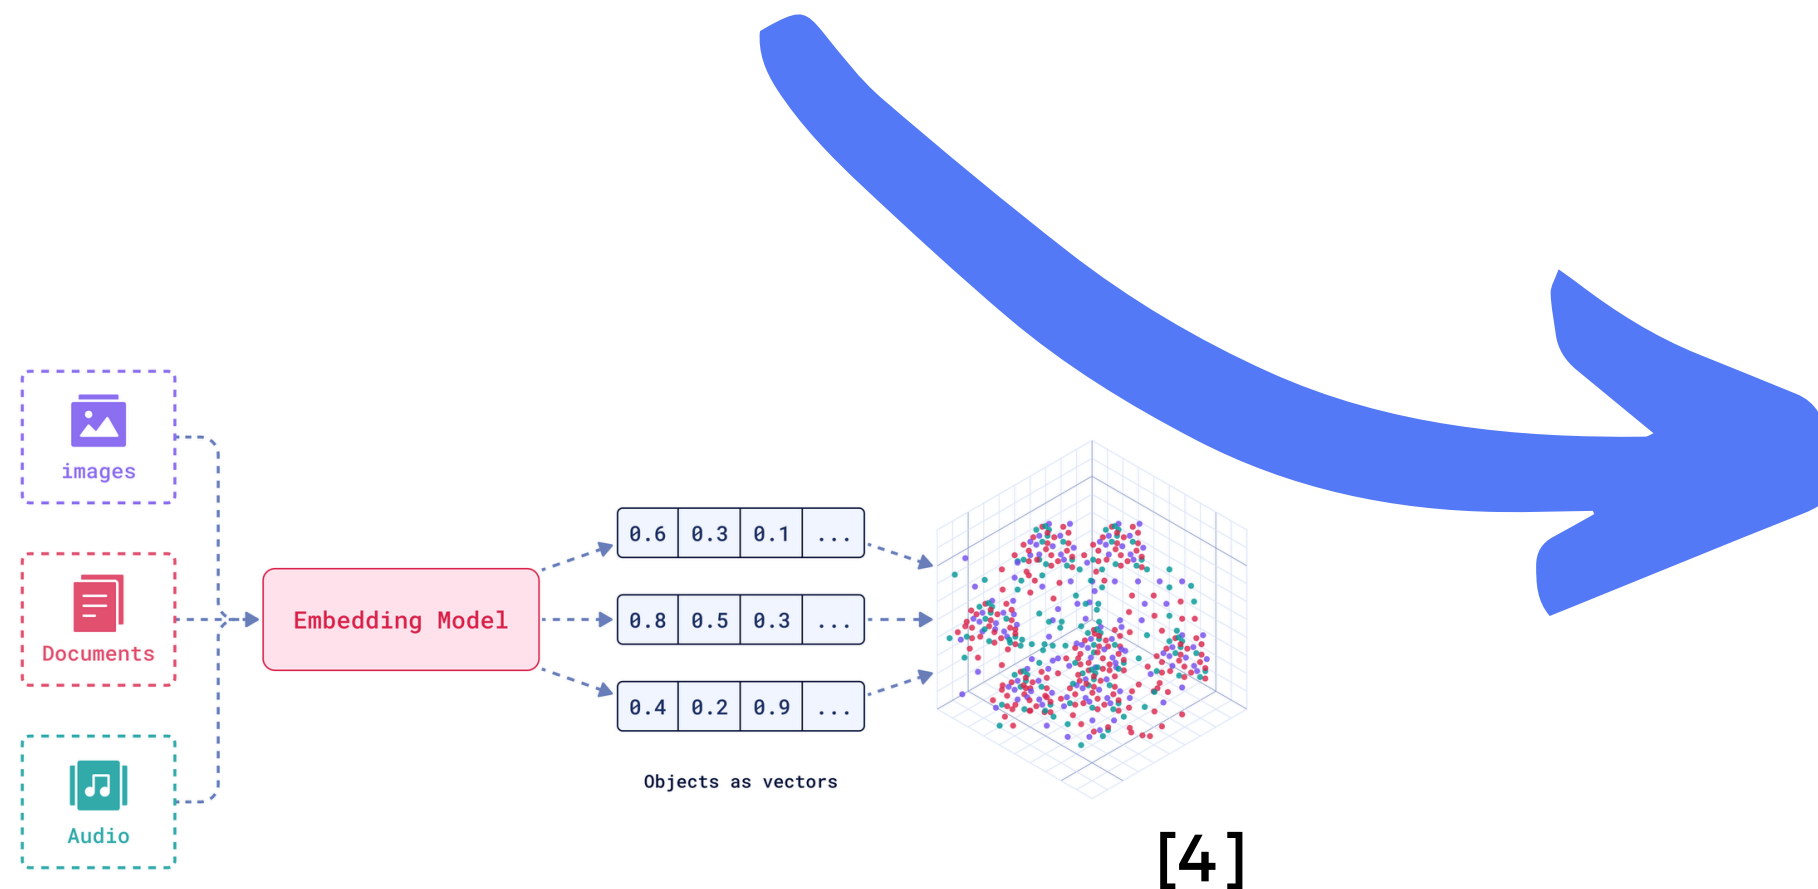 images
Documents
Audio
Embedding Model
0.6 0.3 0.1 ...
0.8 0.5 0.3 ...
0.4 0.2 0.9 ...
Objects as vectors
[4]